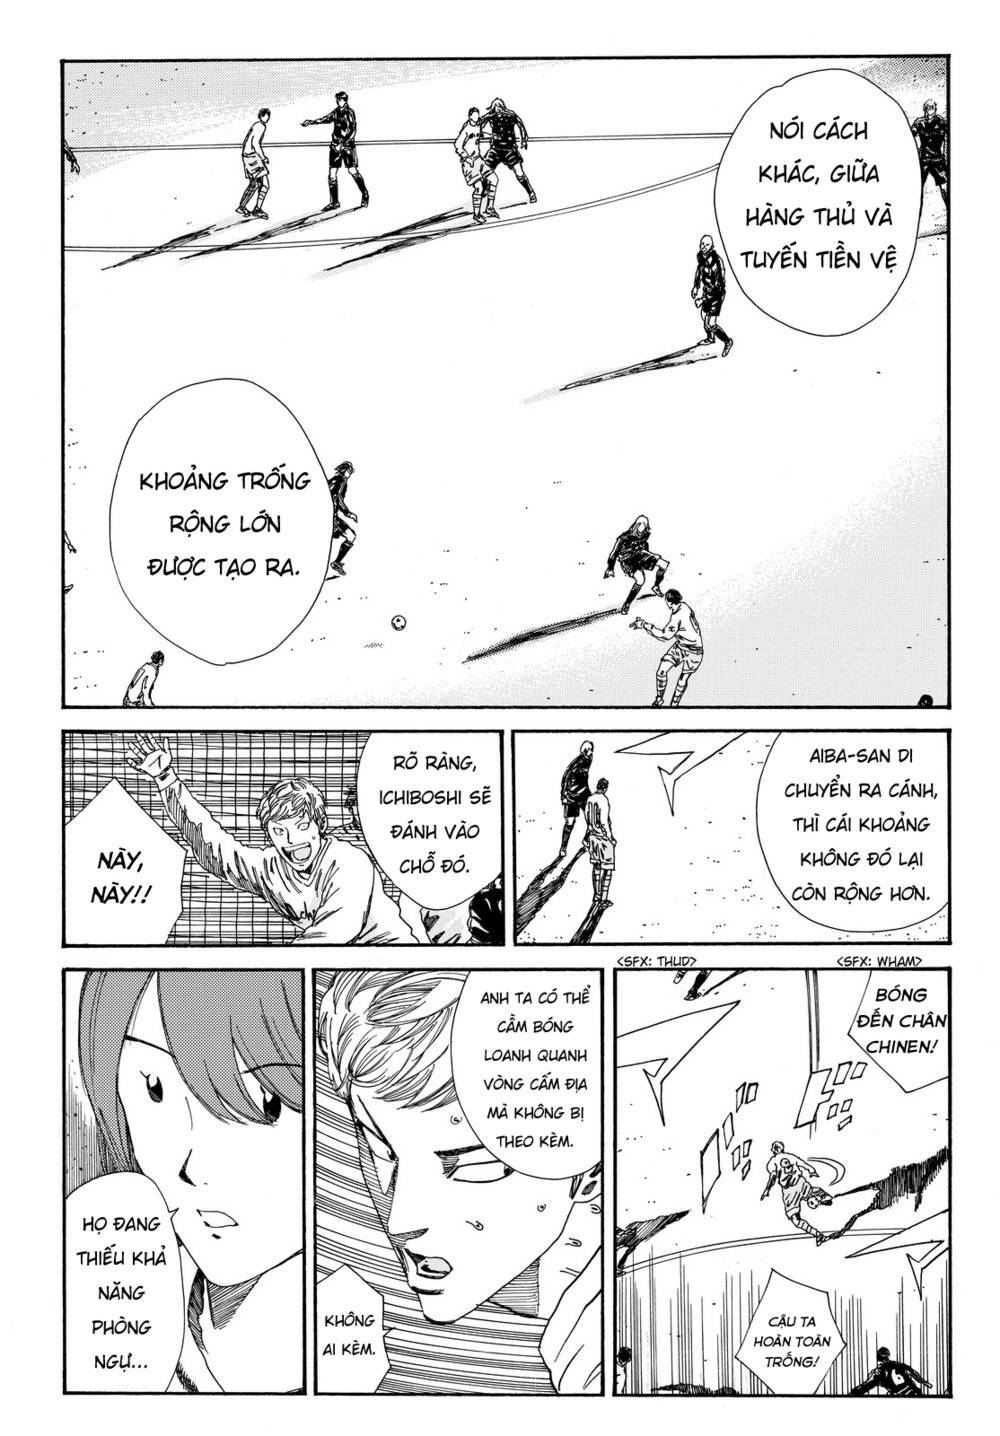 NÓI CÁCH
KHÁC, GIỮA
HÀNG THỦ VÀ
TUYẾN TIỀN VỆ
KHOẢNG TRỐNG
RỘNG LỚN
ĐƯỢC TẠO RA.
AIBA-SAN DI
CHUYỂN RA CÁNH,
THÌ CÁI KHOẢNG
KHÔNG ĐÓ LẠI
CÒN RỘNG HƠN.
RÕ RÀNG,
ICHIBOSHI SẼ
ĐÁNH VÀO
CHỖ ĐÓ.
NÀY,
NÀY!!
<SFX: THUD>
<SFX: WHAM>
BÓNG
ĐẾN CHÂN
CHINEN!
CẬU TA
HOÀN TOÀN
TRỐNG!
ANH TA CÓ THỂ
CẦM BÓNG
LOANH QUANH
VÒNG CẤM ĐỊA
MÀ KHÔNG BỊ
THEO KÈM.
KHÔNG
AI KÈM.
HỌ ĐANG
THIẾU KHẢ
NĂNG
PHÒNG
NGỰ...